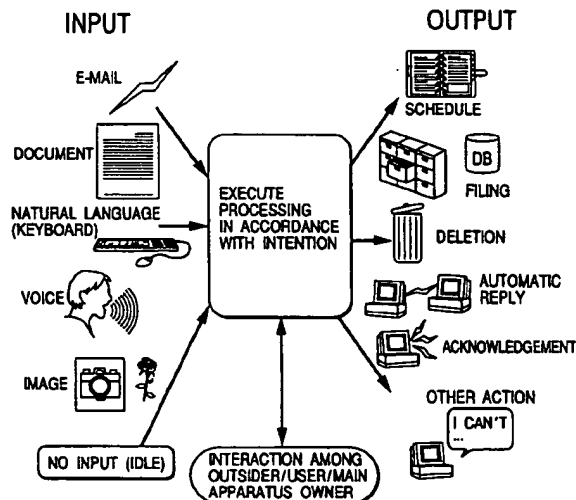 INPUT
OUTPUT
E-MAIL
DOCUMENT
NATURAL LANGUAGE
(KEYBOARD)
VOICE
IMAGE
NO INPUT (IDLE)
EXECUTE
PROCESSING
IN ACCORDANCE
WITH INTENTION
INTERACTION AMONG
OUTSIDER/USER/MAIN
APPARATUS OWNER
SCHEDULE
DB
FILING
DELETION
AUTOMATIC
REPLY
ACKNOWLEDGEMENT
OTHER ACTION
I CAN'T
...